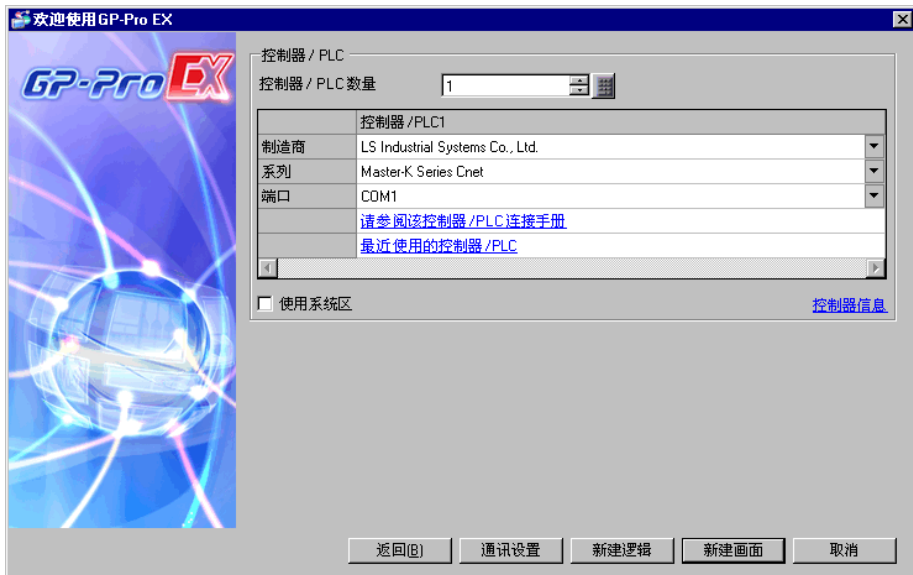 欢迎使用GP-Pro EX
GP-Pro EX
控制器 / PLC
控制器 / PLC 数量 1
控制器 /PLC1
制造商 LS Industrial Systems Co., Ltd.
系列 Master-K Series Cnet
端口 COM1
请参阅该控制器 /PLC 连接手册
最近使用的控制器 /PLC
使用系统区 控制器信息
返回(B) 通讯设置 新建逻辑 新建画面 取消